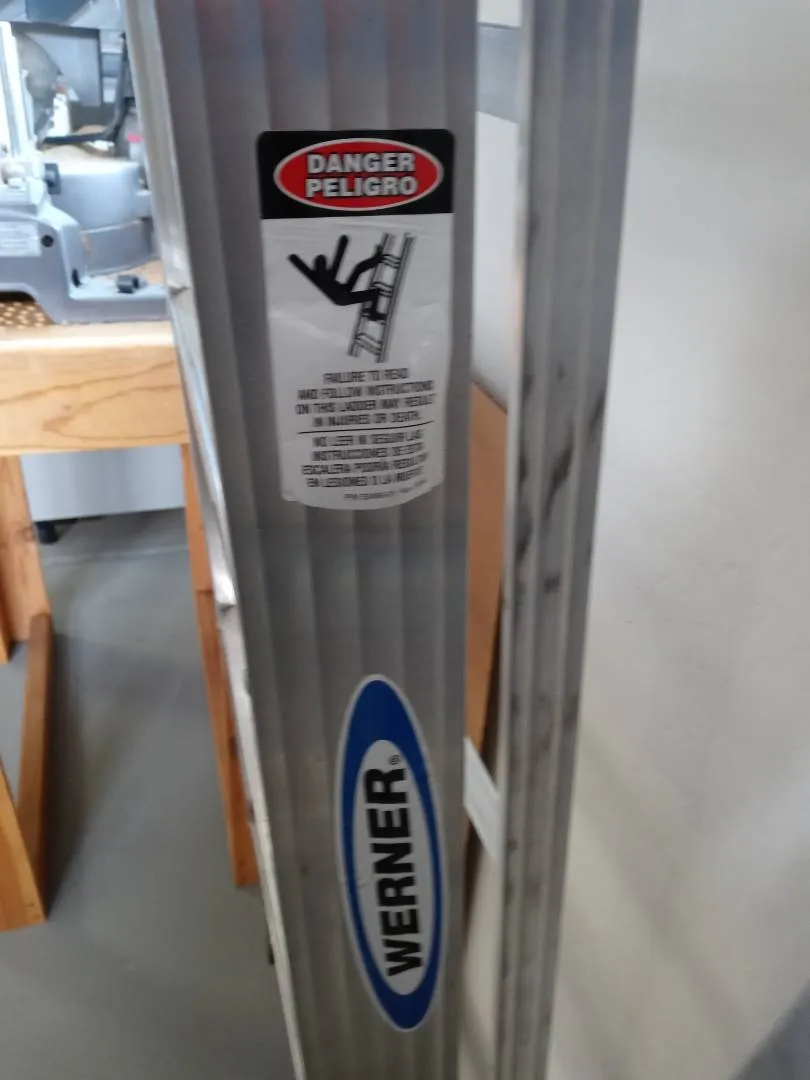 DANGER
PELIGRO
FAILURE TO READ
AND FOLLOW INSTRUCTIONS
ON THIS LADDER MAY RESULT
IN INJURIES OR DEATH.
NO LEER NI SEGUIR LAS
INSTRUCCIONES DE ESTA
ESCALERA PODRÍA RESULTAR
EN LESIONES O LA MUERTE
WERNER®